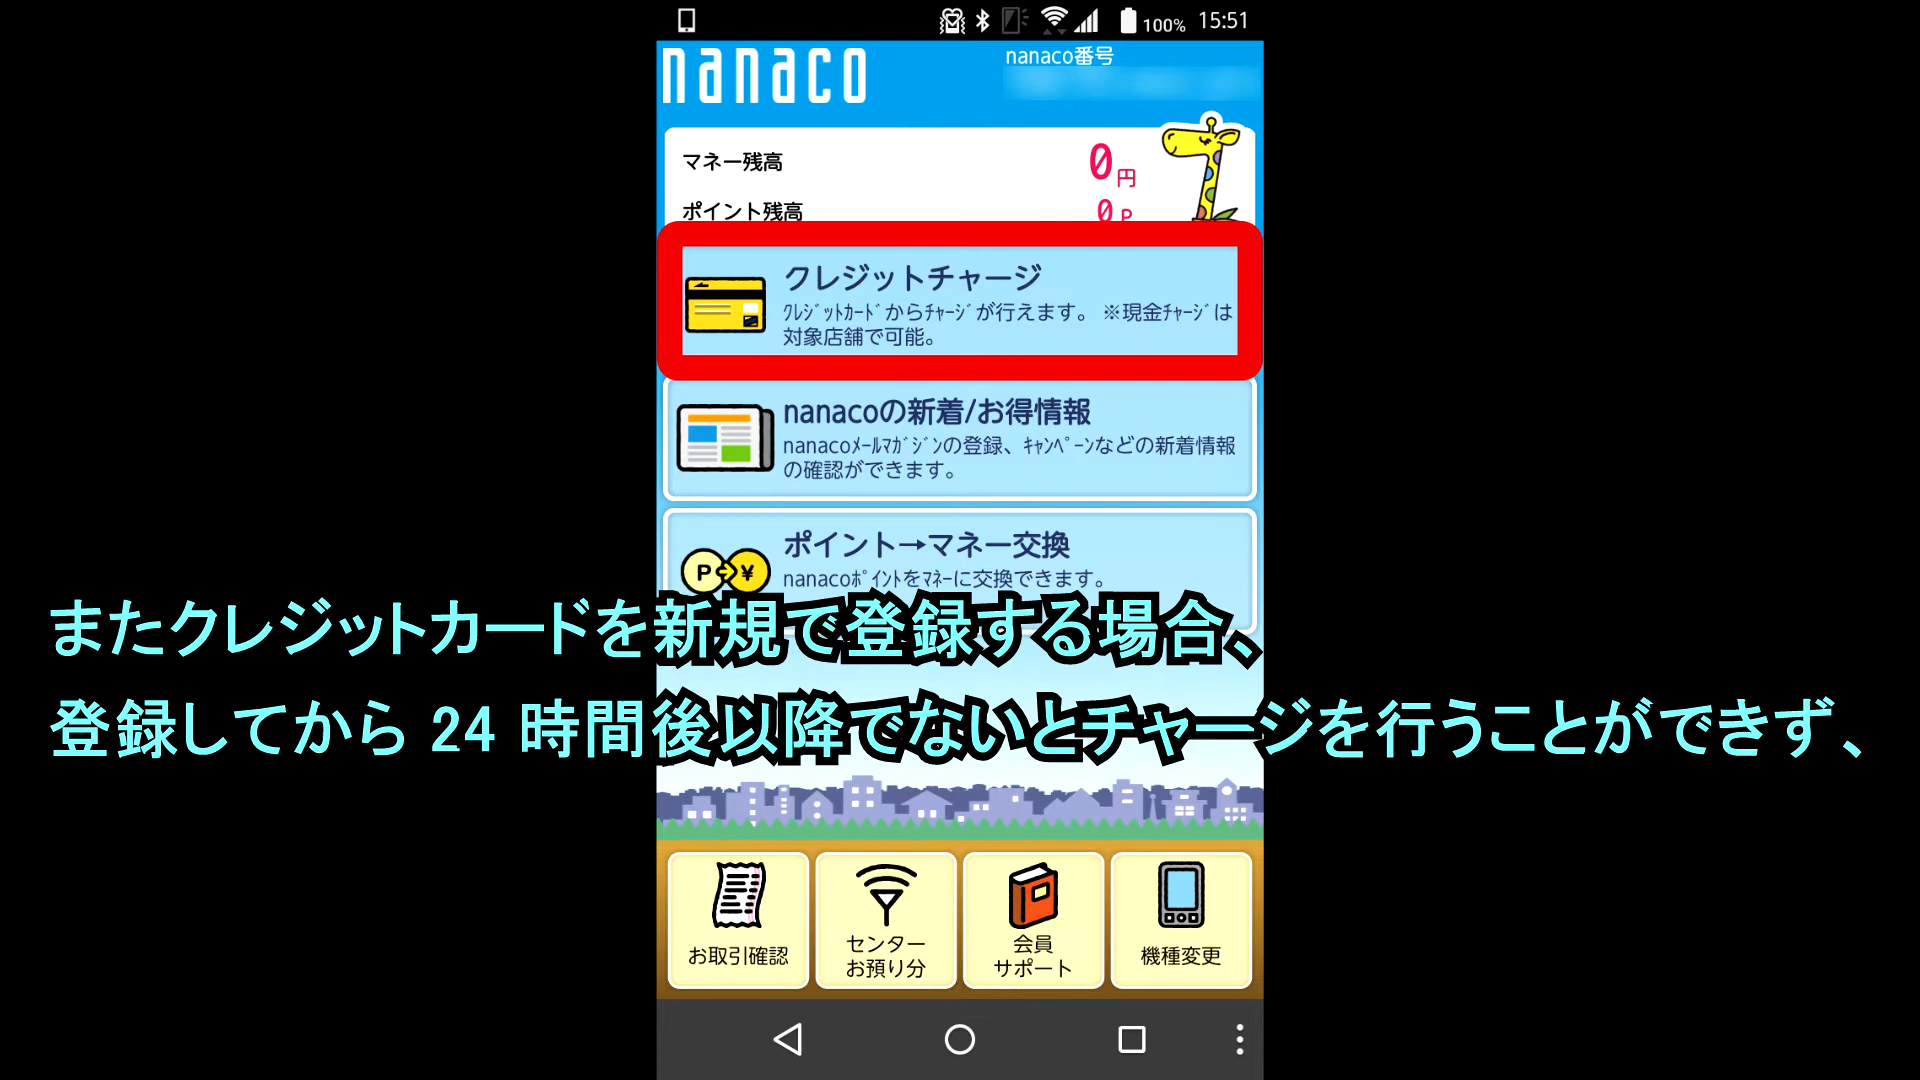 100% 15:51
nanaco
nanaco番号
マネー残高 0円
ポイント残高 0P
クレジットチャージ
ｸﾚｼﾞｯﾄｶｰﾄﾞからﾁｬｰｼﾞが行えます。 ※現金ﾁｬｰｼﾞは
対象店舗で可能。
nanacoの新着/お得情報
nanacoﾒｰﾙﾏｶﾞｼﾞﾝの登録、ｷｬﾝﾍﾟｰﾝなどの新着情報
の確認ができます。
ポイント→マネー交換
P ¥
nanacoﾎﾟｲﾝﾄをﾏﾈｰに交換できます。
またクレジットカードを新規で登録する場合、
登録してから 24 時間後以降でないとチャージを行うことができず、
お取引確認
センター
お預り分
会員
サポート
機種変更